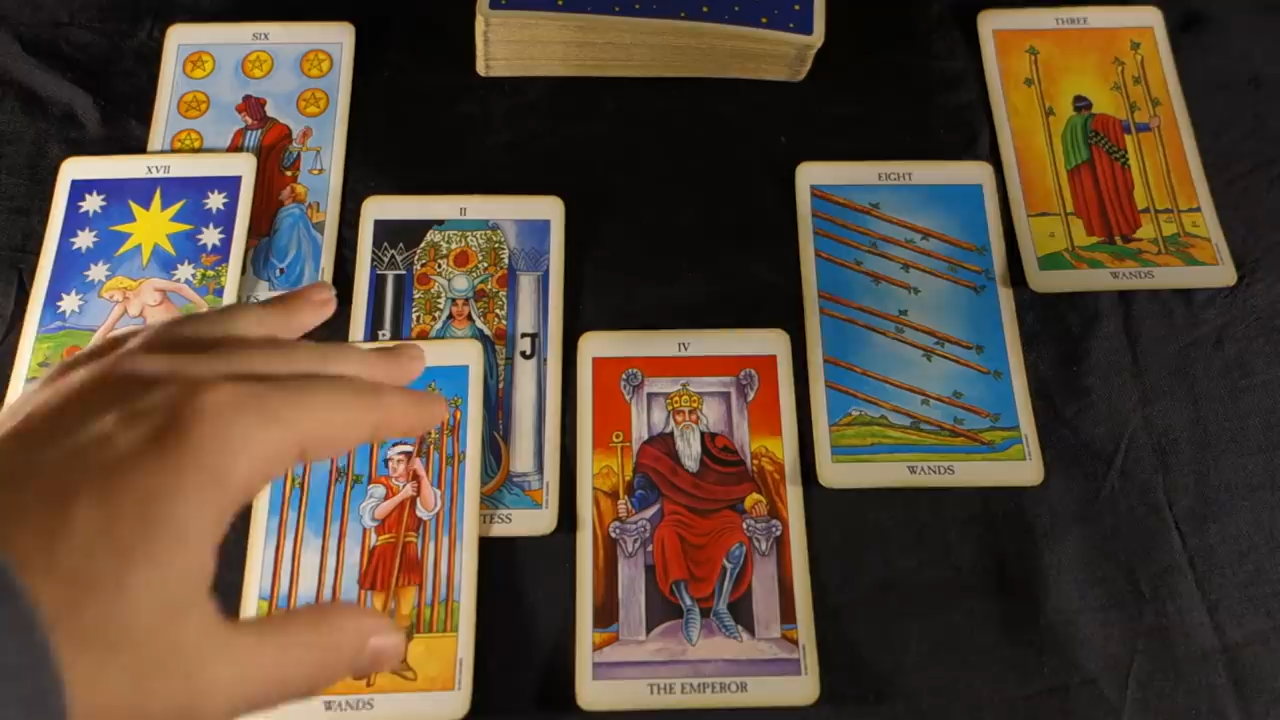 SIX
THREE
XVII
WANDS
II
J
TESS
EIGHT
WANDS
IV
THE EMPEROR
WANDS